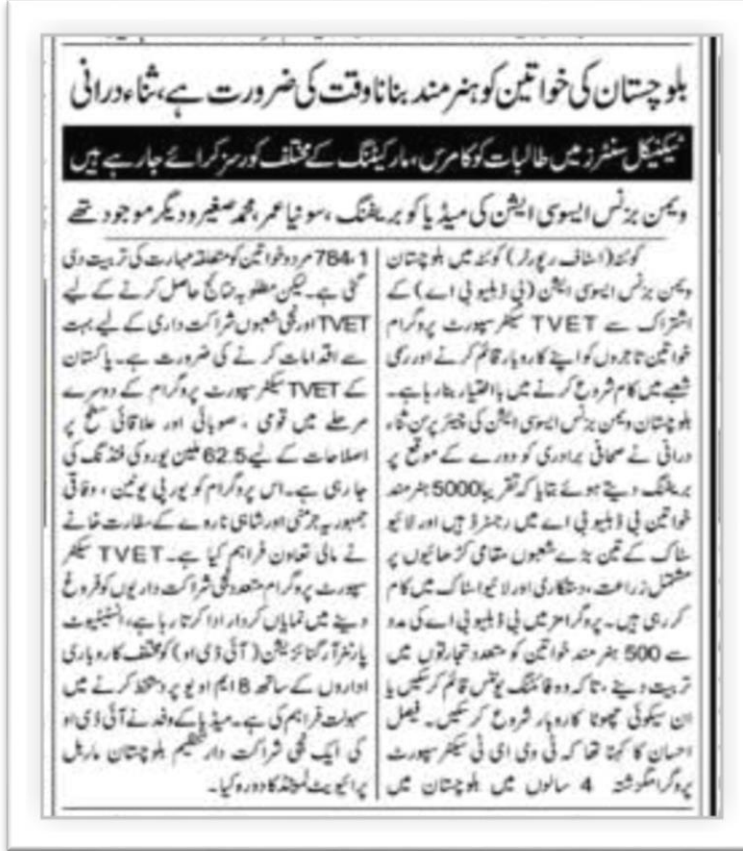 بلوچستان کی خواتین کو ہنر مند بنانا وقت کی ضرورت ہے، ثناء درانی
ٹیکنیکل سنٹرز میں طالبات کو کامرس، مارکیٹنگ کے مختلف کورسز کرائے جا رہے ہیں
ویمن بزنس ایسوسی ایشن کی میڈیا کو بریفنگ، سونیا عمر، محمد صغیر و دیگر موجود تھے
کوئٹہ (اسٹاف رپورٹر) کوئٹہ میں بلوچستان
ویمن بزنس ایسوسی ایشن (بی ڈبلیو بی اے) کے
اشتراک سے TVET سیکٹر سپورٹ پروگرام
خواتین تاجروں کو اپنے کاروبار قائم کرنے اور رسمی
شعبے میں کام شروع کرنے میں بااختیار بنا رہا ہے۔
بلوچستان ویمن بزنس ایسوسی ایشن کی چیئر پرسن ثناء
درانی نے صحافی برادری کو دورے کے موقع پر
بریفنگ دیتے ہوئے بتایا کہ تقریباً 5000 ہنر مند
خواتین بی ڈبلیو بی اے میں رجسٹرڈ ہیں اور لائیو
سٹاک کے تین بڑے شعبوں مقامی کڑھائیوں پر
مشتمل زراعت، دستکاری اور لائیو اسٹاک میں کام
کر رہی ہیں۔ پروگرامز میں بی ڈبلیو بی اے کی مدد
سے 500 ہنر مند خواتین کو متعدد تجارتوں میں
تربیت دینے، تاکہ وہ فائننگ یونٹس قائم کر سکیں یا
ان سیکوئی چھوٹا کاروبار شروع کر سکیں۔ فیصل
احسان کا کہنا تھا کہ ٹی وی ای ٹی سیکٹر سپورٹ
پروگرام گزشتہ 4 سالوں میں بلوچستان میں
784،1 مرد و خواتین کو متعلقہ مہارت کی تربیت دی
گئی ہے۔ لیکن مطلوبہ نتائج حاصل کرنے کے لیے
TVET اور نجی شعبوں شراکت داری کے لیے بہت
سے اقدامات کرنے کی ضرورت ہے۔ پاکستان
کے TVET سیکٹر سپورٹ پروگرام کے دوسرے
مرحلے میں قومی، صوبائی اور علاقائی سطح پر
اصلاحات کے لیے 62.5 ملین یورو کی فنڈنگ کی
جا رہی ہے۔ اس پروگرام کو یورپی یونین، وفاقی
جمہوریہ جرمنی اور شاہی ناروے کے سفارت خانے
نے مالی تعاون فراہم کیا ہے۔ TVET سیکٹر
سپورٹ پروگرام متعدد نجی شراکت داریوں کو فروغ
دینے میں نمایاں کردار ادا کرتا رہا ہے، انسٹیٹیوٹ
پارٹنر آرگنائزیشن (آئی ڈی او) کو مختلف کاروباری
اداروں کے ساتھ 8 ایم او یو پر دستخط کرنے میں
سہولت فراہم کی ہے۔ میڈیا کے وفد نے آئی ڈی او
کی ایک نجی شراکت دار تنظیم بلوچستان ماربل
پرائیویٹ لمیٹڈ کا دورہ کیا۔